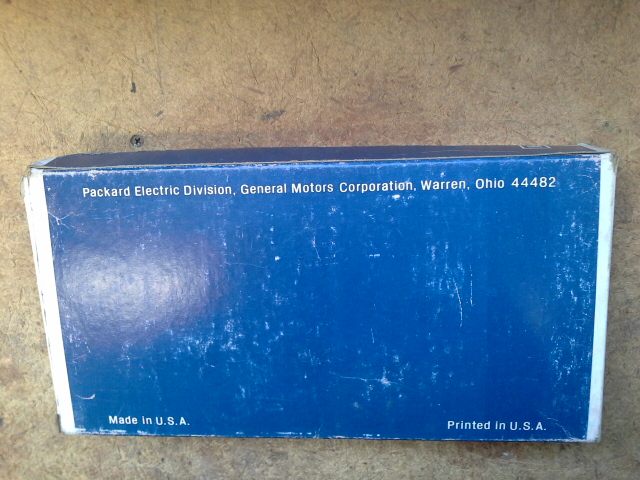 Packard Electric Division, General Motors Corporation, Warren, Ohio 44482
Made in U.S.A.
Printed in U.S.A.